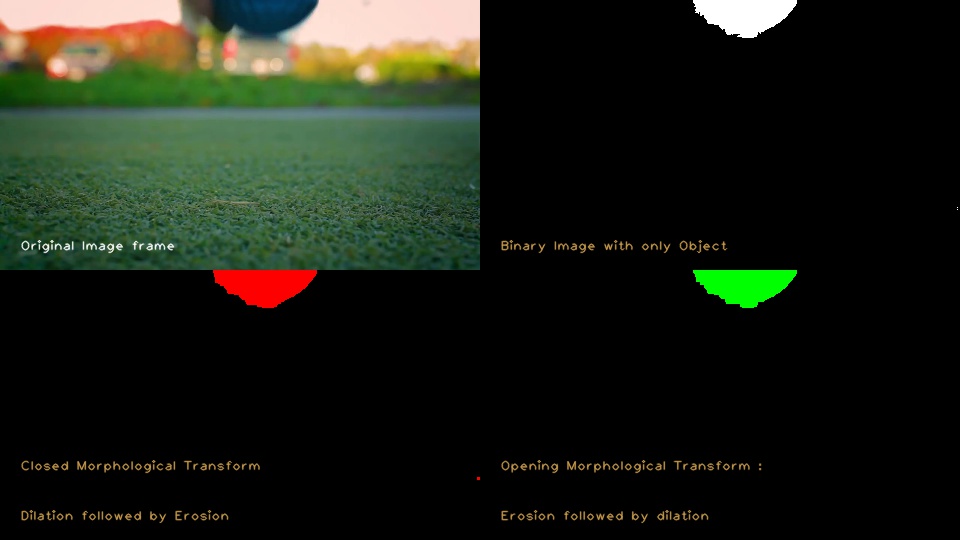 Original Image frame
Binary Image with only Object
Closed Morphological Transform
Dilation followed by Erosion
Opening Morphological Transform :
Erosion followed by dilation